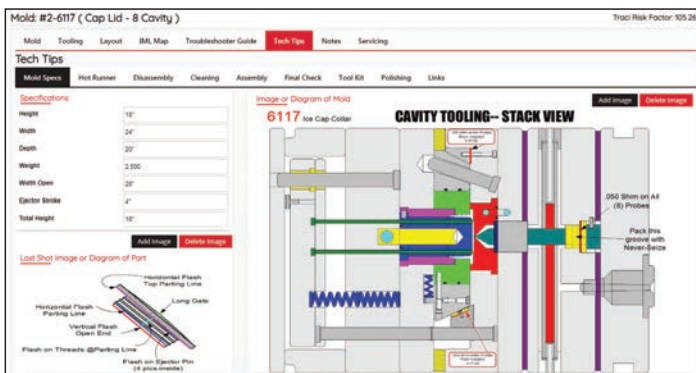 Mold: #2-6117 ( Cap Lid - 8 Cavity )
Traci Risk Factor: 105.26
Mold Tooling Layout IML Map Troubleshooter Guide Tech Tips Notes Servicing
Tech Tips
Mold Specs Hot Runner Disassembly Cleaning Assembly Final Check Tool Kit Polishing Links
Specifications
Height 18"
Width 24"
Depth 20"
Weight 2,500
Width Open 28"
Ejector Stroke 4"
Total Height 18"
Add Image Delete Image
Last Shot Image or Diagram of Part
Horizontal Flash
Top Parting Line
Long Gate
Horizontal Flash
Parting Line
Vertical Flash
Open End
Flash on Threads @Parting Line
Flash on Ejector Pin
(4 pics inside)
Image or Diagram of Mold
Add Image Delete Image
6117 Ice Cap Collar
CAVITY TOOLING-- STACK VIEW
.050 Shim on All
(8) Probes
Pack this
groove with
Never-Seize